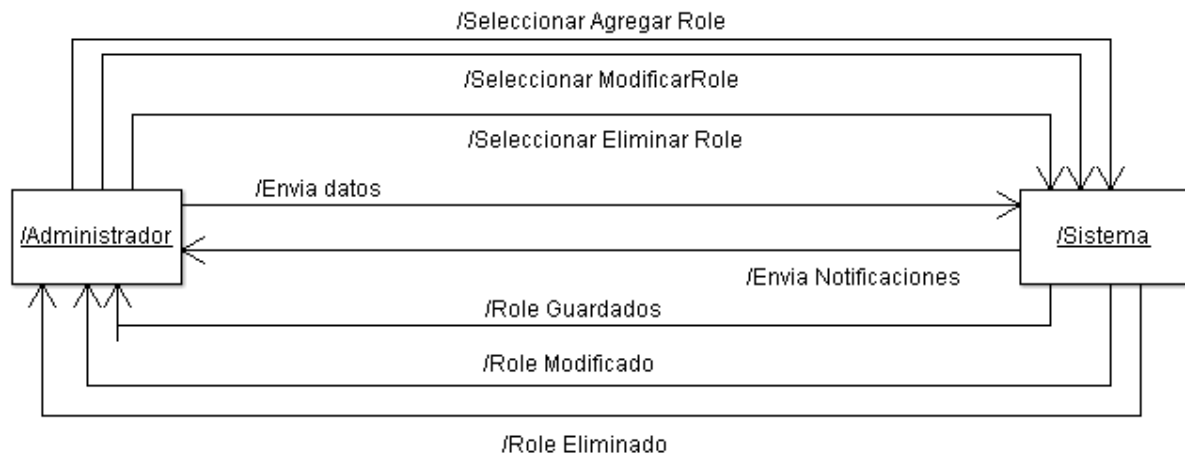 /Seleccionar Agregar Role
/Seleccionar ModificarRole
/Seleccionar Eliminar Role
/Envia datos
/Administrador
/Sistema
/Envia Notificaciones
/Role Guardados
/Role Modificado
/Role Eliminado